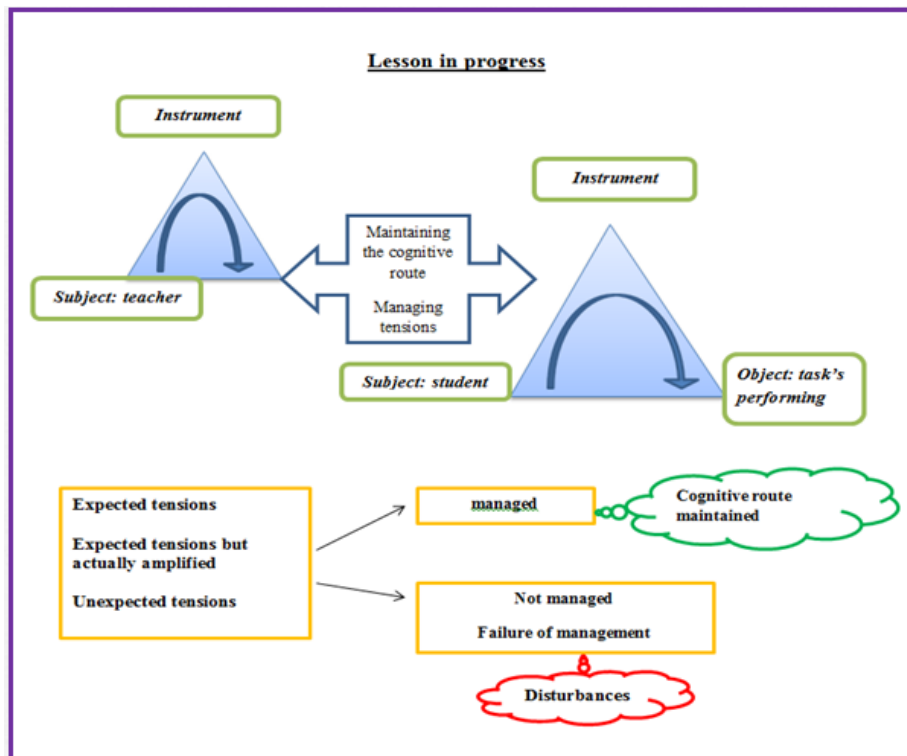 Lesson in progress
Instrument
Instrument
Maintaining
the cognitive
route
Managing
tensions
Subject: teacher
Subject: student
Object: task's
performing
Expected tensions
Expected tensions but
actually amplified
Unexpected tensions
managed
Cognitive route
maintained
Not managed
Failure of management
Disturbances